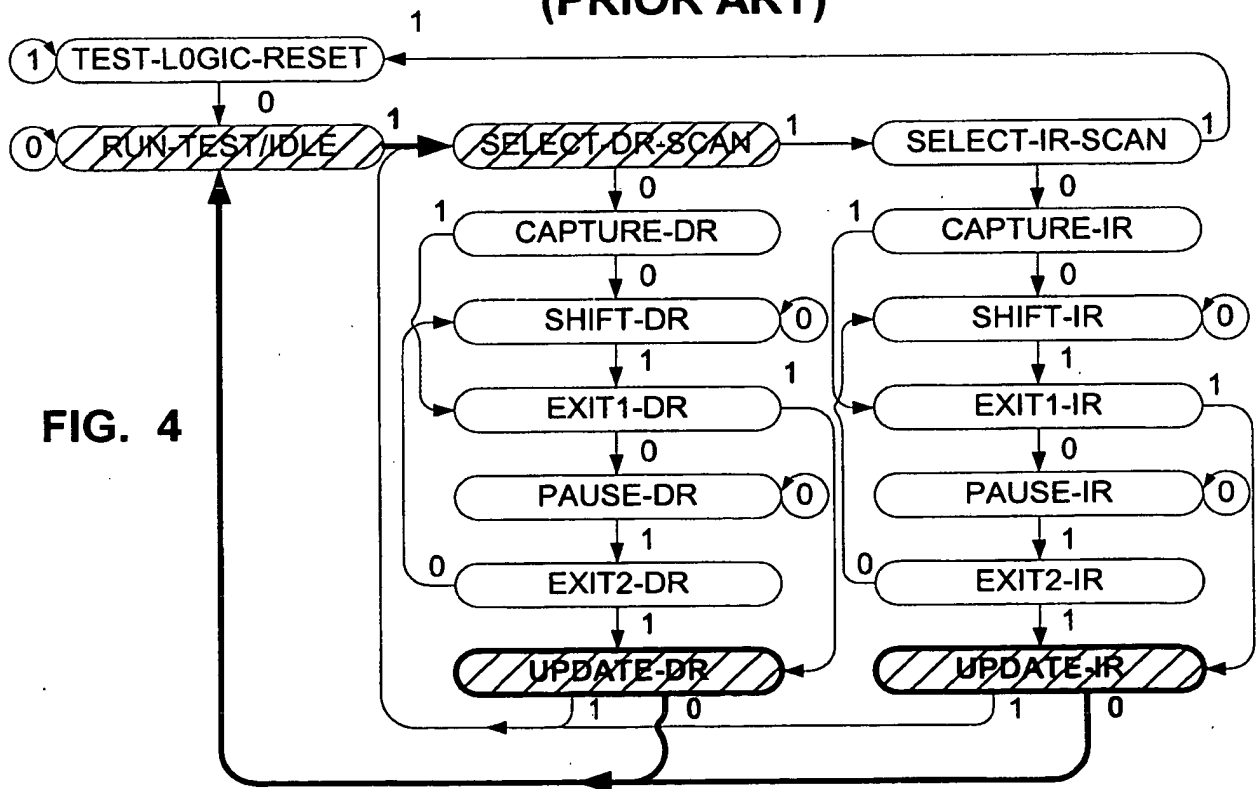 (PRIOR ART)
1
1 TEST-L0GIC-RESET
0
0 RUN-TEST/IDLE 1 SELECT-DR-SCAN 1 SELECT-IR-SCAN 1
0 0
1 CAPTURE-DR 1 CAPTURE-IR
0 0
SHIFT-DR 0 SHIFT-IR 0
1 1
EXIT1-DR 1 EXIT1-IR 1
FIG. 4
0 0
PAUSE-DR 0 PAUSE-IR 0
1 1
0 EXIT2-DR 0 EXIT2-IR
1 1
UPDATE-DR UPDATE-IR
1 0 1 0